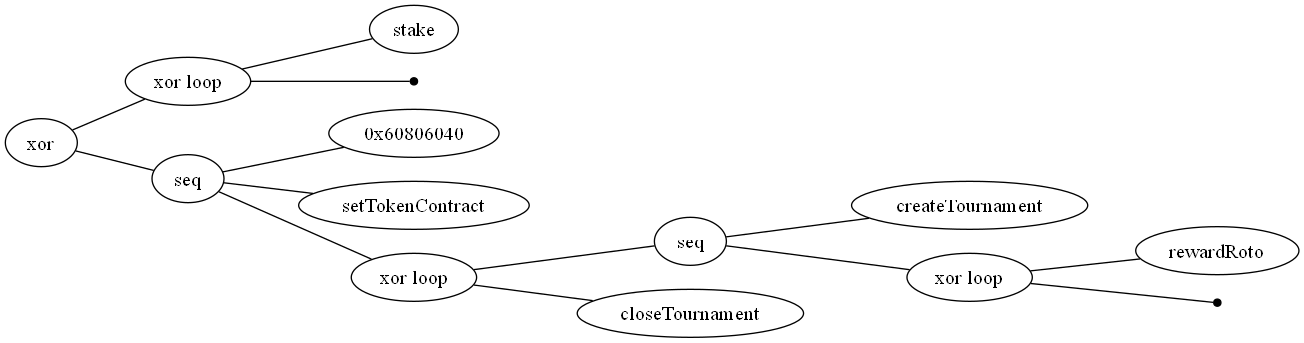 stake
xor loop
0x60806040
xor
seq
setTokenContract
createTournament
seq
rewardRoto
xor loop
xor loop
closeTournament